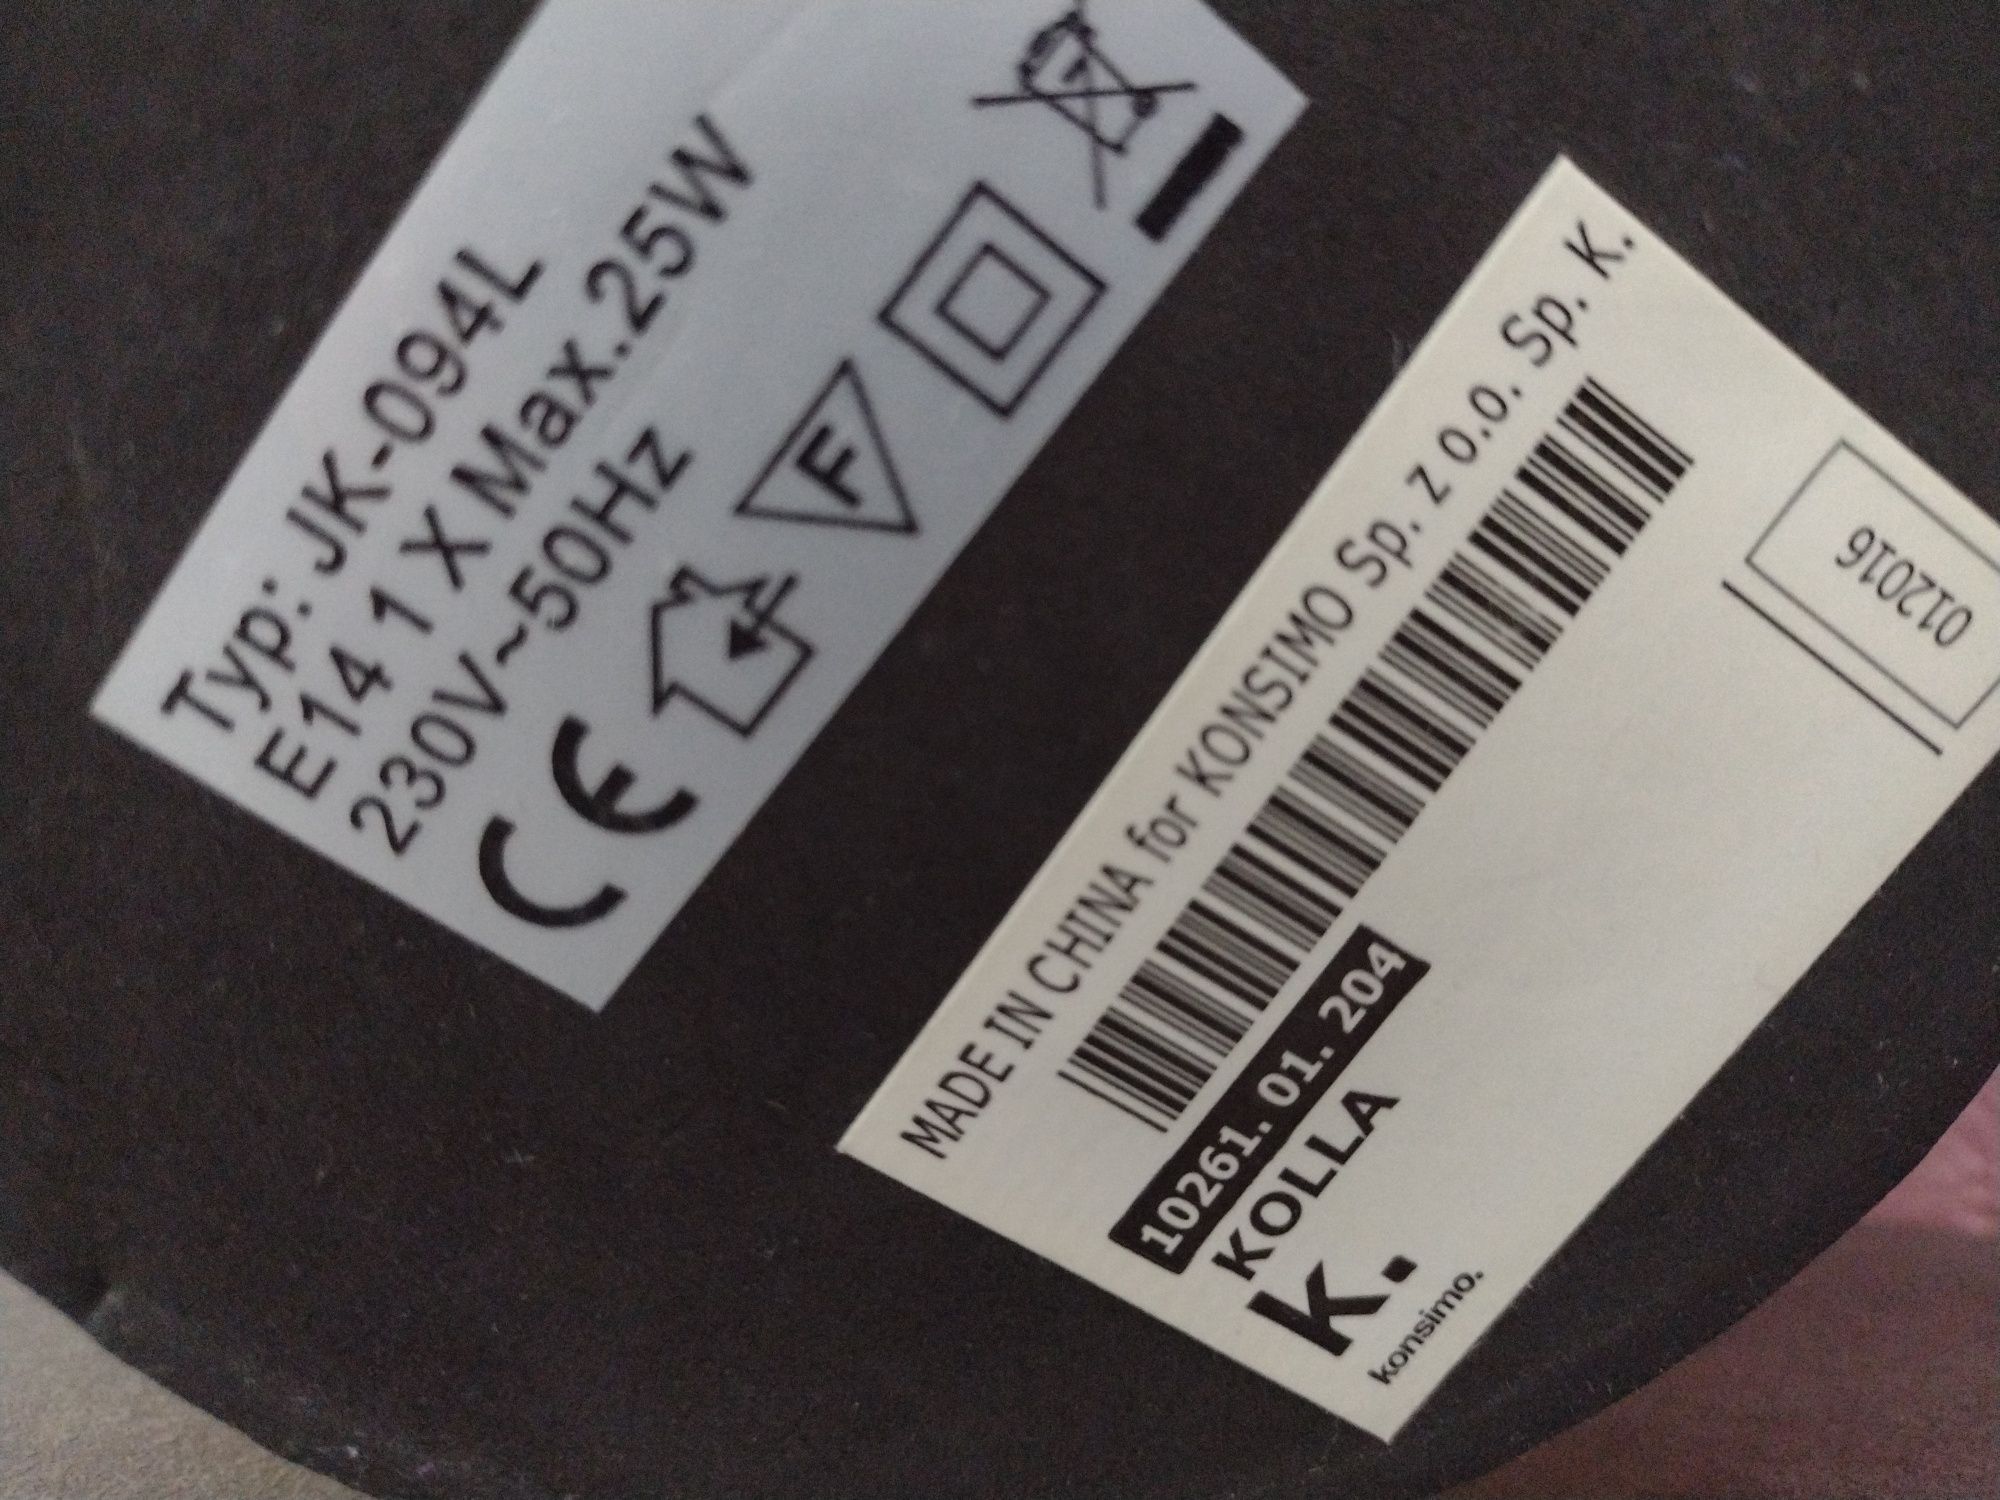 Typ: JK-094L
E14 1 X Max.25W
230V~50Hz
CE
F
MADE IN CHINA for KONSIMO Sp. z o.o. Sp. K.
10261. 01. 204
KOLLA
k.
konsimo.
012016